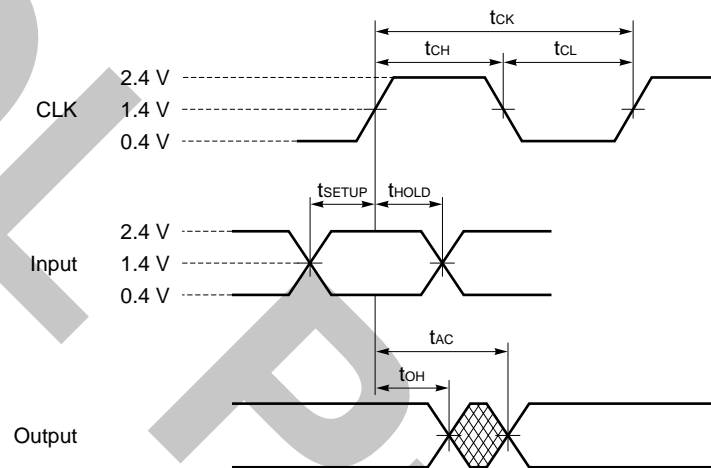 tCK
tCH tCL
2.4 V
CLK 1.4 V
0.4 V
tSETUP tHOLD
2.4 V
Input 1.4 V
0.4 V
tAC
tOH
Output